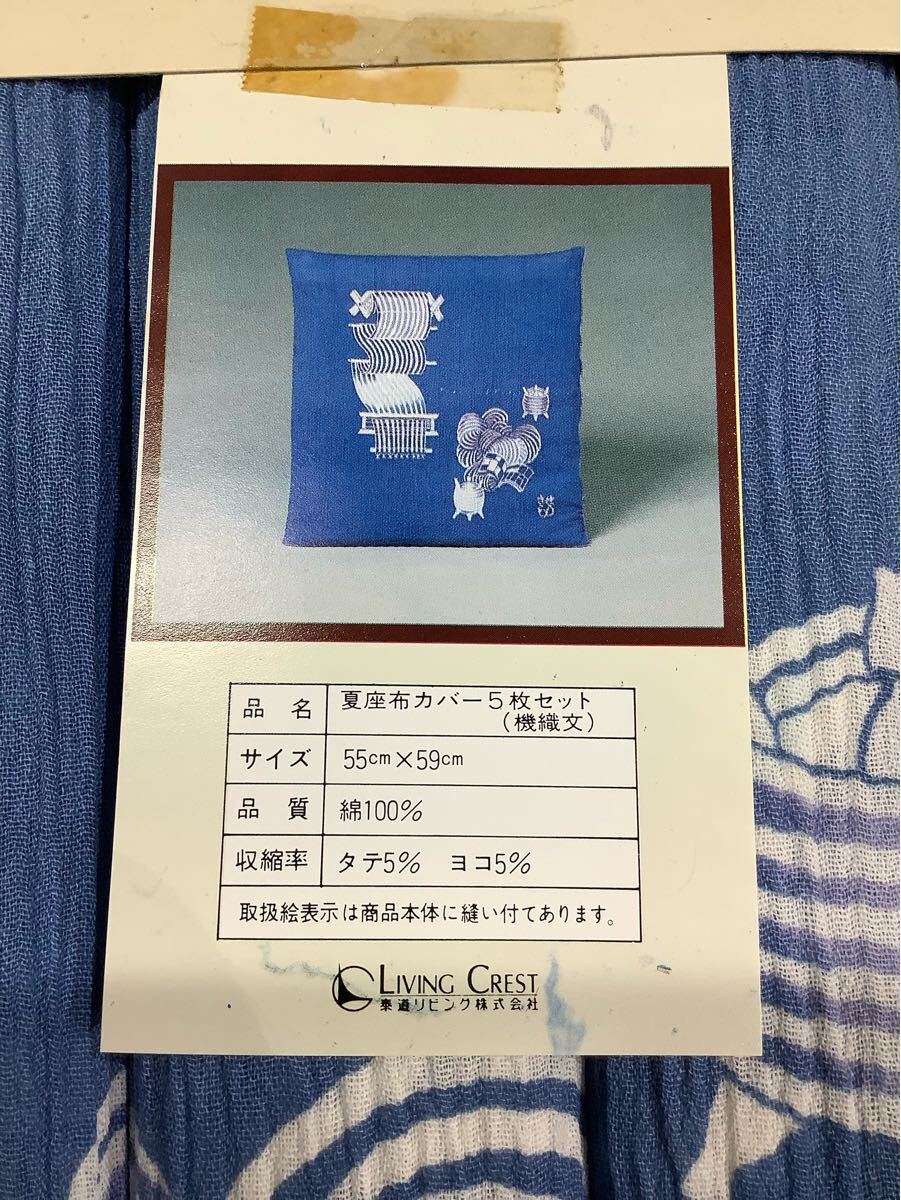 品名 夏座布カバー5枚セット
(機織文)
サイズ 55cm×59cm
品質 綿100%
収縮率 タテ5% ヨコ5%
取扱絵表示は商品本体に縫い付てあります。
LIVING CREST
泰道リビング株式会社